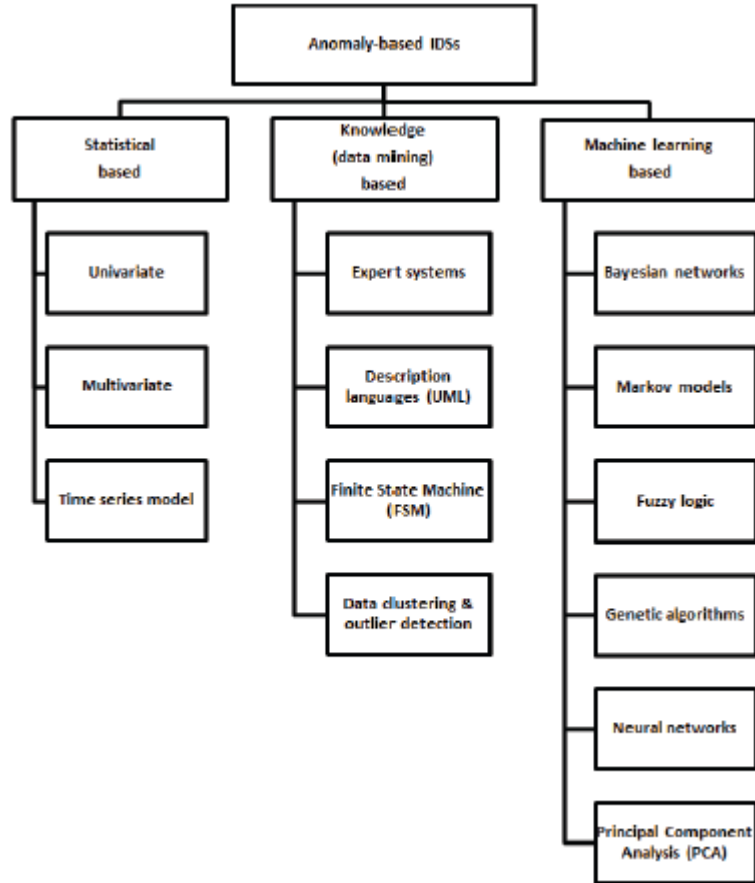 Anomaly-based IDSs
Statistical
based
Univariate
Multivariate
Time series model
Knowledge
(data mining)
based
Expert systems
Description
languages (UML)
Finite State Machine
(FSM)
Data clustering &
outlier detection
Machine learning
based
Bayesian networks
Markov models
Fuzzy logic
Genetic algorithms
Neural networks
Principal Component
Analysis (PCA)